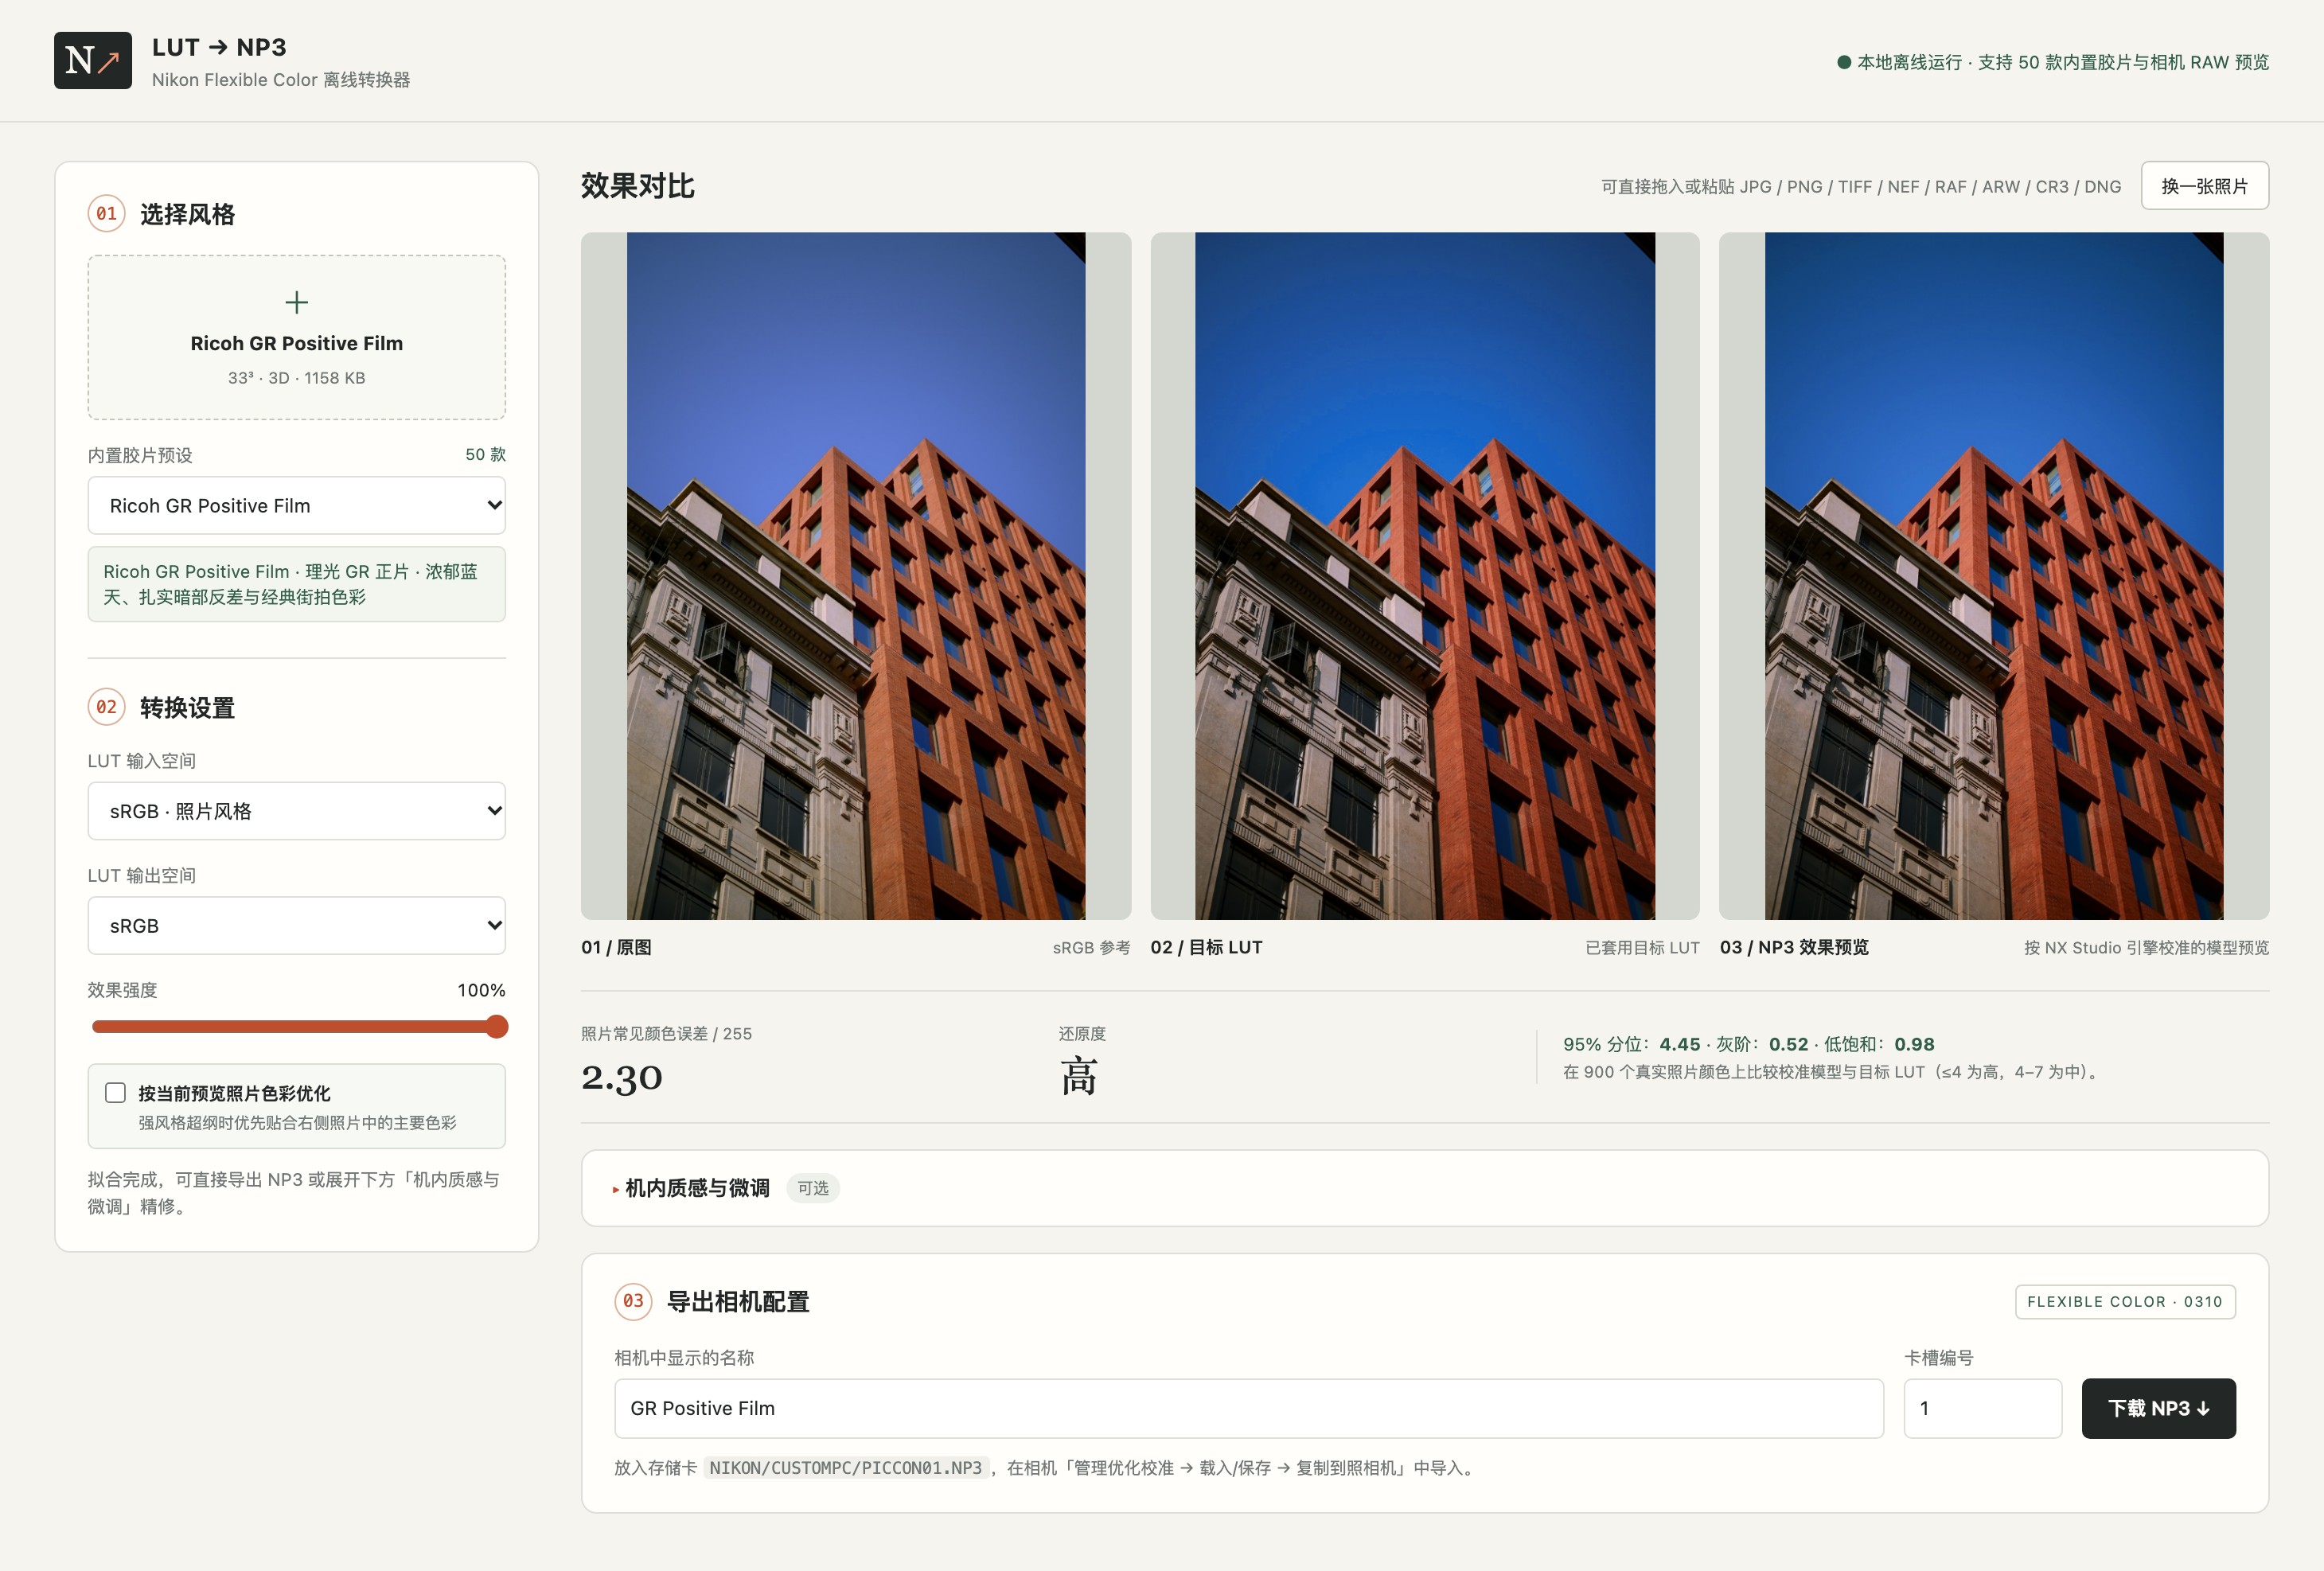 N↗
LUT → NP3
Nikon Flexible Color 离线转换器
本地离线运行 · 支持 50 款内置胶片与相机 RAW 预览
01 选择风格
+
Ricoh GR Positive Film
33³ · 3D · 1158 KB
内置胶片预设 50 款
Ricoh GR Positive Film
Ricoh GR Positive Film · 理光 GR 正片 · 浓郁蓝
天、扎实暗部反差与经典街拍色彩
02 转换设置
LUT 输入空间
sRGB · 照片风格
LUT 输出空间
sRGB
效果强度 100%
按当前预览照片色彩优化
强风格超纲时优先贴合右侧照片中的主要色彩
拟合完成，可直接导出 NP3 或展开下方「机内质感与
微调」精修。
效果对比
可直接拖入或粘贴 JPG / PNG / TIFF / NEF / RAF / ARW / CR3 / DNG
换一张照片
01 / 原图 sRGB 参考
02 / 目标 LUT 已套用目标 LUT
03 / NP3 效果预览 按 NX Studio 引擎校准的模型预览
照片常见颜色误差 / 255
2.30
还原度
高
95% 分位：4.45 · 灰阶：0.52 · 低饱和：0.98
在 900 个真实照片颜色上比较校准模型与目标 LUT（≤4 为高，4–7 为中）。
▸ 机内质感与微调 可选
03 导出相机配置
FLEXIBLE COLOR · 0310
相机中显示的名称
GR Positive Film
卡槽编号
1
下载 NP3 ↓
放入存储卡 NIKON/CUSTOMPC/PICCON01.NP3，在相机「管理优化校准 → 载入/保存 → 复制到照相机」中导入。